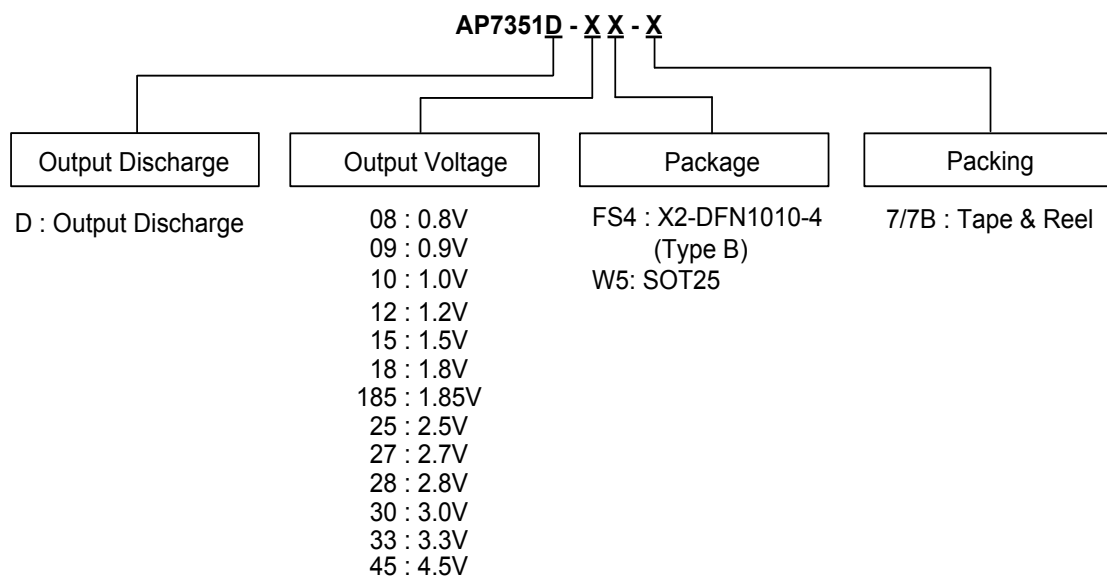 AP7351D - X X - X
Output Discharge
D : Output Discharge
Output Voltage
08 : 0.8V
09 : 0.9V
10 : 1.0V
12 : 1.2V
15 : 1.5V
18 : 1.8V
185 : 1.85V
25 : 2.5V
27 : 2.7V
28 : 2.8V
30 : 3.0V
33 : 3.3V
45 : 4.5V
Package
FS4 : X2-DFN1010-4
(Type B)
W5: SOT25
Packing
7/7B : Tape & Reel